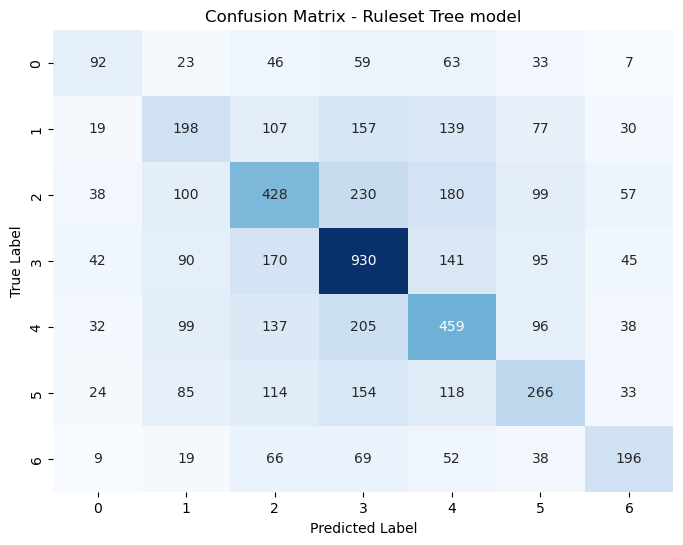 Confusion Matrix - Ruleset Tree model
0 92 23 46 59 63 33 7
1 19 198 107 157 139 77 30
2 38 100 428 230 180 99 57
3 42 90 170 930 141 95 45
4 32 99 137 205 459 96 38
5 24 85 114 154 118 266 33
6 9 19 66 69 52 38 196
True Label
0 1 2 3 4 5 6
Predicted Label